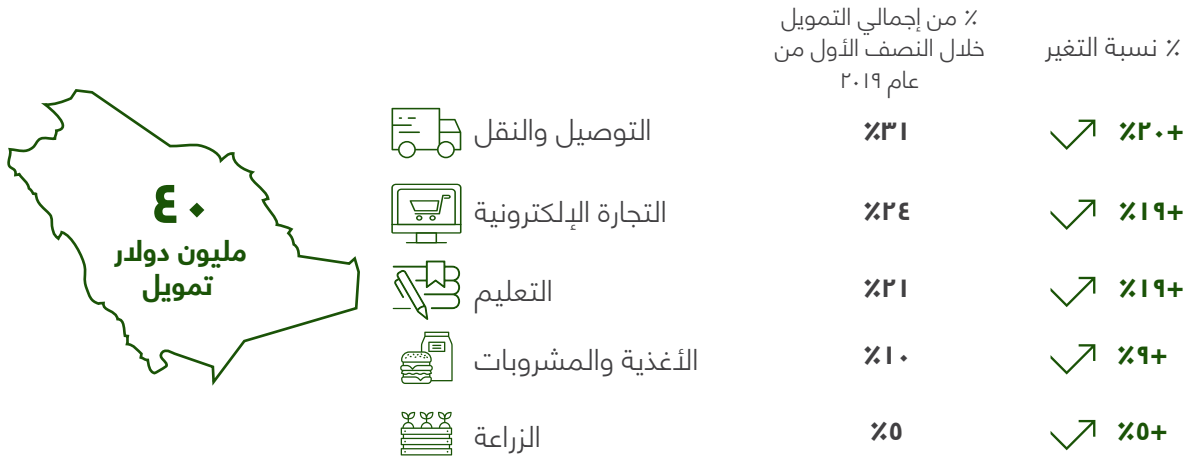 ٪ من إجمالي التمويل
خلال النصف الأول من
عام ٢٠١٩
٪ نسبة التغير
٤٠
مليون دولار
تمويل
التوصيل والنقل ٪٣١ ٪٢٠+
التجارة الإلكترونية ٪٢٤ ٪١٩+
التعليم ٪٢١ ٪١٩+
الأغذية والمشروبات ٪١٠ ٪٩+
الزراعة ٪٥ ٪٥+